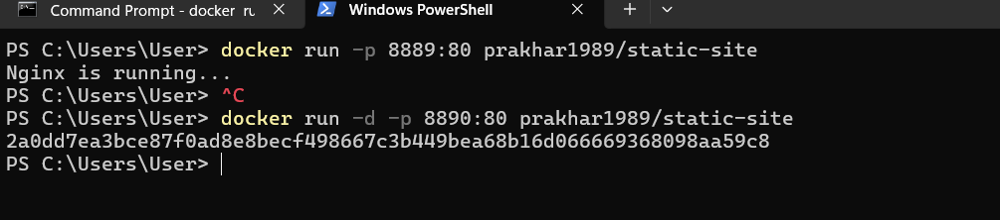 Command Prompt - docker ru
Windows PowerShell
PS C:\Users\User> docker run -p 8889:80 prakhar1989/static-site
Nginx is running...
PS C:\Users\User> ^C
PS C:\Users\User> docker run -d -p 8890:80 prakhar1989/static-site
2a0dd7ea3bce87f0ad8e8becf498667c3b449bea68b16d066669368098aa59c8
PS C:\Users\User>